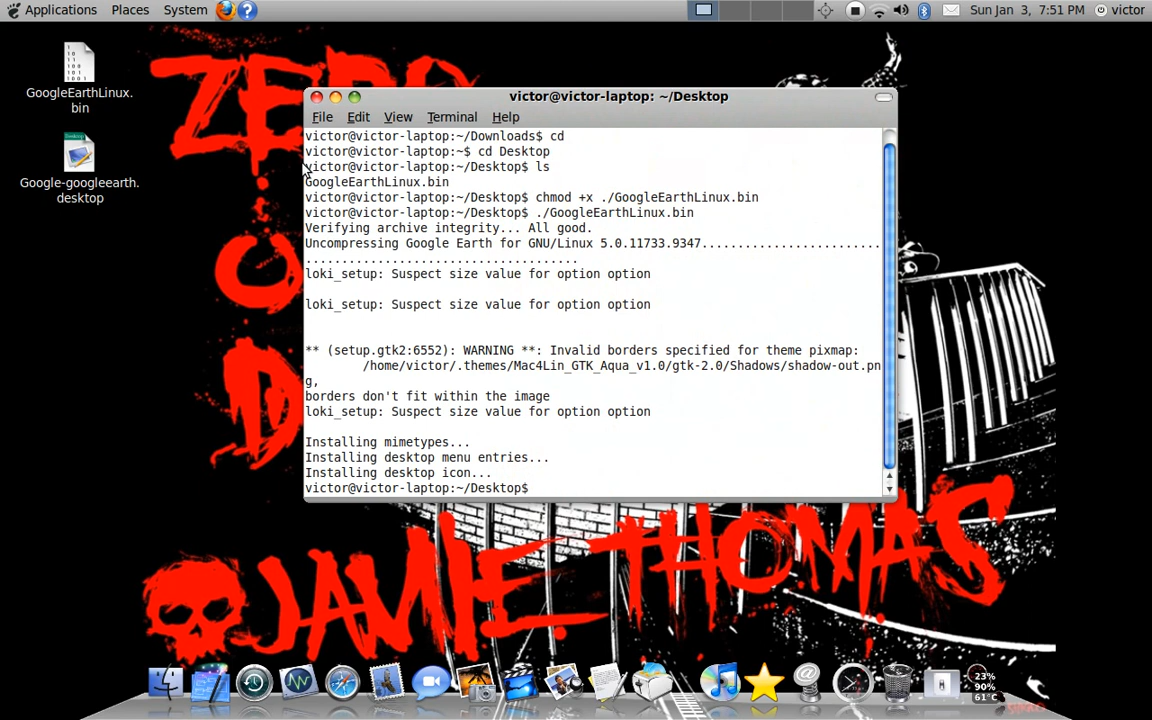 Applications Places System
Sun Jan 3, 7:51 PM
victor
GoogleEarthLinux.
bin
Google-googleearth.
desktop
victor@victor-laptop: ~/Desktop
File Edit View Terminal Help
victor@victor-laptop:~/Downloads$ cd
victor@victor-laptop:~$ cd Desktop
victor@victor-laptop:~/Desktop$ ls
GoogleEarthLinux.bin
victor@victor-laptop:~/Desktop$ chmod +x ./GoogleEarthLinux.bin
victor@victor-laptop:~/Desktop$ ./GoogleEarthLinux.bin
Verifying archive integrity... All good.
Uncompressing Google Earth for GNU/Linux 5.0.11733.9347.........................
......................................
loki_setup: Suspect size value for option option
loki_setup: Suspect size value for option option
** (setup.gtk2:6552): WARNING **: Invalid borders specified for theme pixmap:
/home/victor/.themes/Mac4Lin_GTK_Aqua_v1.0/gtk-2.0/Shadows/shadow-out.pn
g,
borders don't fit within the image
loki_setup: Suspect size value for option option
Installing mimetypes...
Installing desktop menu entries...
Installing desktop icon...
victor@victor-laptop:~/Desktop$
JAMIE THOMAS
23%
90%
61°C